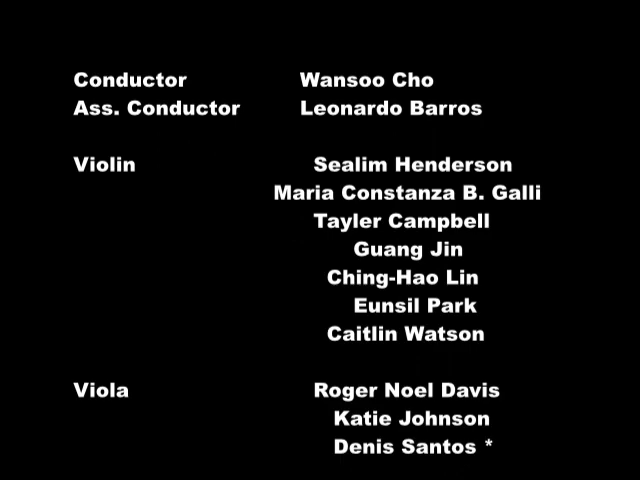 Conductor Wansoo Cho
Ass. Conductor Leonardo Barros
Violin Sealim Henderson
Maria Constanza B. Galli
Tayler Campbell
Guang Jin
Ching-Hao Lin
Eunsil Park
Caitlin Watson
Viola Roger Noel Davis
Katie Johnson
Denis Santos *